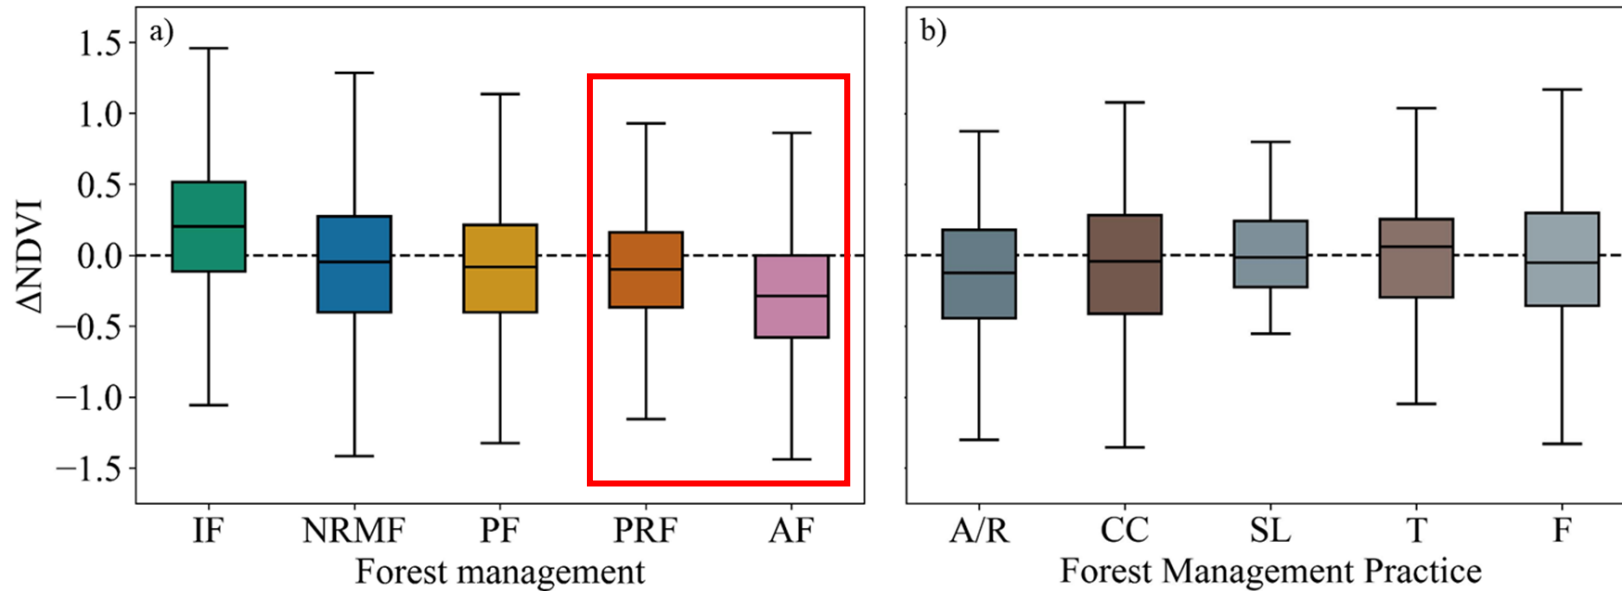 a)
b)
1.5
1.0
0.5
0.0
−0.5
−1.0
−1.5
ΔNDVI
IF NRMF PF PRF AF
Forest management
A/R CC SL T F
Forest Management Practice